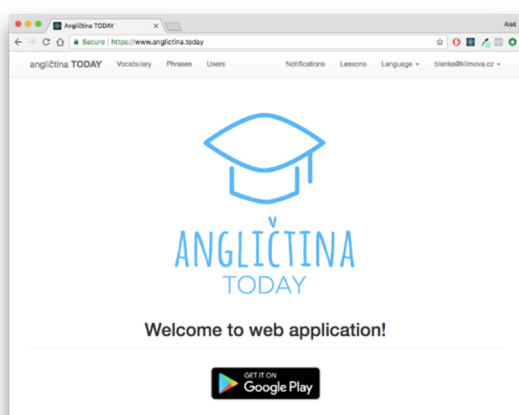 Angličtina TODAY
Aleš
Secure | https://www.anglictina.today
angličtina TODAY Vocabulary Phrases Users Notifications Lessons Language blanka@klimova.cz
ANGLIČTINA
TODAY
Welcome to web application!
GET IT ON
Google Play